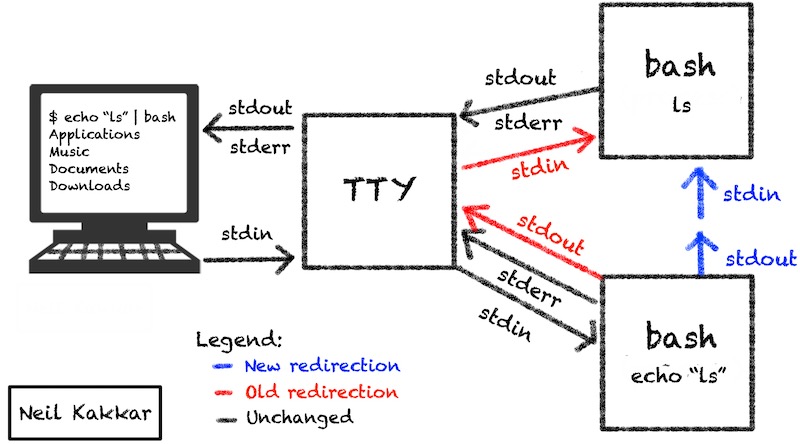 $ echo "ls" | bash
Applications
Music
Documents
Downloads
stdout
stderr
stdin
TTY
stdout
stderr
stdin
bash
ls
stdin
stdout
stdout
stderr
stdin
bash
echo "ls"
Legend:
New redirection
Old redirection
Unchanged
Neil Kakkar